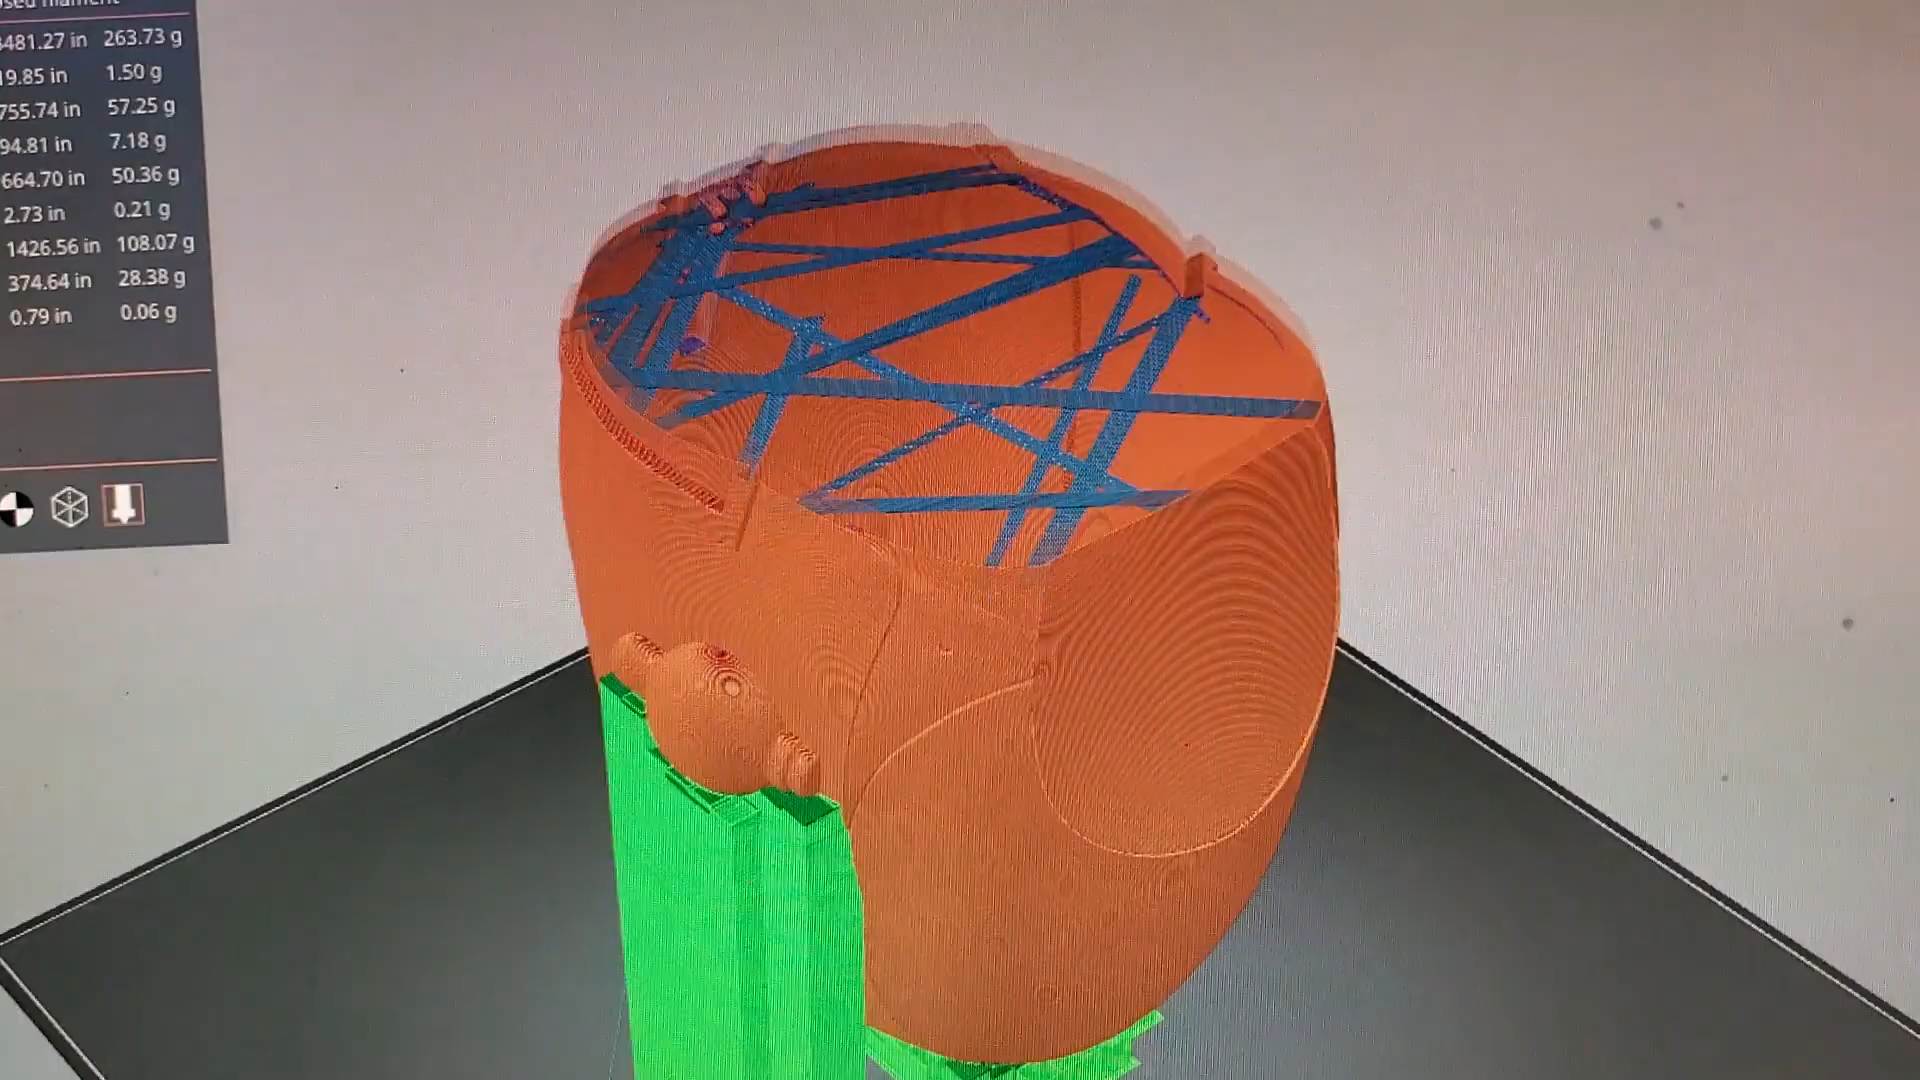 filament
481.27 in 263.73 g
19.85 in 1.50 g
755.74 in 57.25 g
94.81 in 7.18 g
664.70 in 50.36 g
2.73 in 0.21 g
1426.56 in 108.07 g
374.64 in 28.38 g
0.79 in 0.06 g